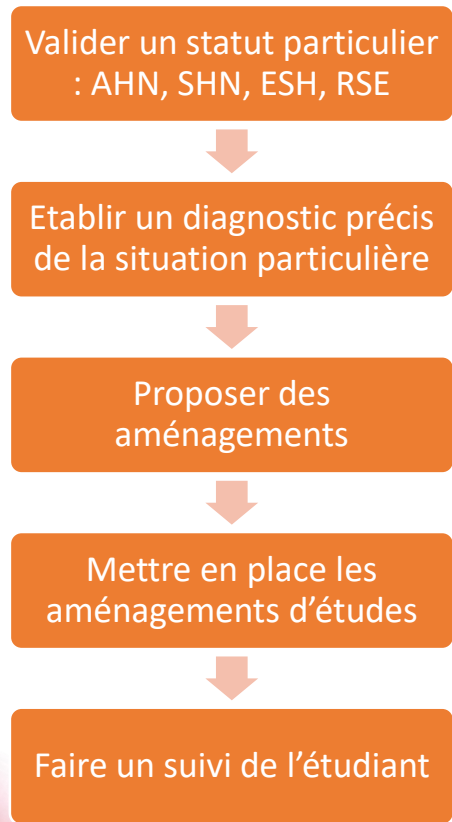 Valider un statut particulier
: AHN, SHN, ESH, RSE
Etablir un diagnostic précis
de la situation particulière
Proposer des
aménagements
Mettre en place les
aménagements d’études
Faire un suivi de l’étudiant